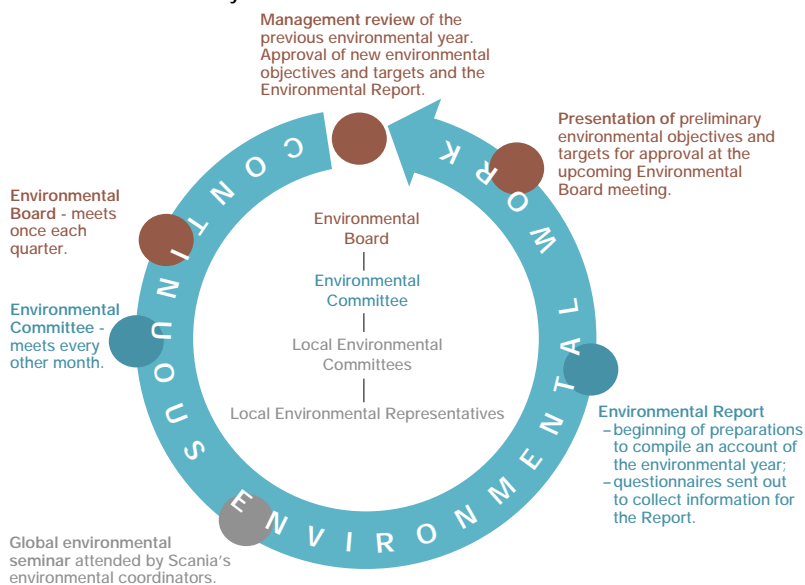 Management review of the
previous environmental year.
Approval of new environmental
objectives and targets and the
Environmental Report.
Presentation of preliminary
environmental objectives and
targets for approval at the
upcoming Environmental
Board meeting.
Environmental
Board - meets
once each
quarter.
Environmental
Committee -
meets every
other month.
Global environmental
seminar attended by Scania's
environmental coordinators.
Environmental Report
–beginning of preparations
to compile an account of
the environmental year;
–questionnaires sent out
to collect information for
the Report.
CONTINUOUS ENVIRONMENTAL WORK
Environmental
Board
Environmental
Committee
Local Environmental
Committees
Local Environmental Representatives